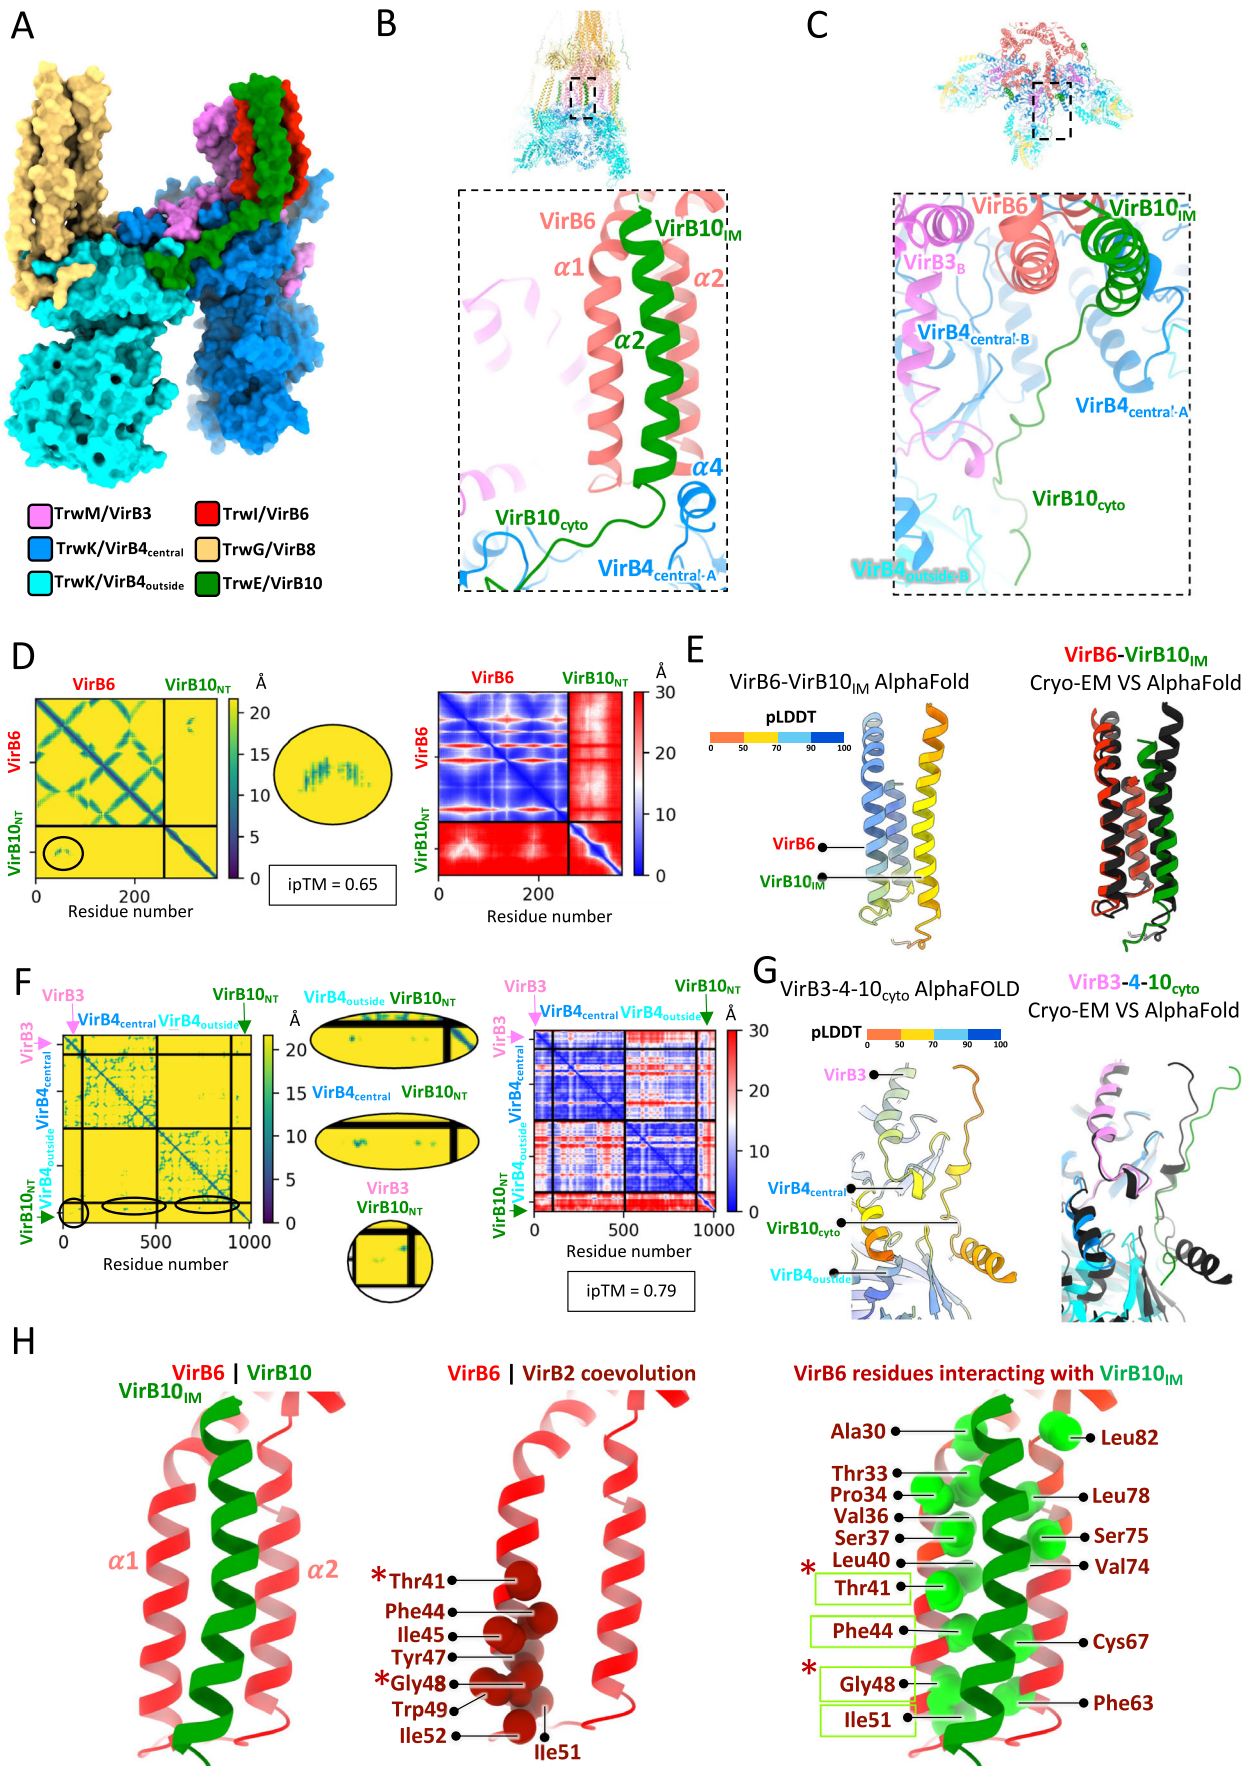 A
TrwM/VirB3
TrwI/VirB6
TrwK/VirB4central
TrwG/VirB8
TrwK/VirB4outside
TrwE/VirB10
B
VirB6
VirB10IM
α1
α2
α2
α4
VirB10cyto
VirB4central-A
C
VirB6
VirB10IM
VirB3B
VirB4central-B
VirB4central-A
VirB10cyto
VirB4outside-B
D
VirB6
VirB10NT
Å
VirB6
VirB10NT
20
15
10
5
0
0
200
Residue number
ipTM = 0.65
VirB6
VirB10NT
Å
VirB6
VirB10NT
30
20
10
0
0
200
Residue number
E
VirB6-VirB10IM AlphaFold
pLDDT
0 50 70 90 100
VirB6
VirB10IM
VirB6-VirB10IM
Cryo-EM VS AlphaFold
F
VirB3
VirB10NT
VirB4central
VirB4outside
Å
VirB3
VirB4central
VirB4outside
VirB10NT
20
10
0
0
500
1000
Residue number
VirB4outside VirB10NT
VirB4central
VirB10NT
VirB3
VirB10NT
VirB3
VirB10NT
VirB4central
VirB4outside
Å
VirB3
VirB4central
VirB4outside
VirB10NT
30
20
10
0
0
500
1000
Residue number
ipTM = 0.79
G
VirB3-4-10cyto AlphaFOLD
pLDDT
0 50 70 90 100
VirB3
VirB4central
VirB10cyto
VirB4ouside
VirB3-4-10cyto
Cryo-EM VS AlphaFold
H
VirB6 | VirB10
VirB10IM
α1
α2
VirB6 | VirB2 coevolution
*Thr41
Phe44
Ile45
Tyr47
*Gly48
Trp49
Ile52
Ile51
VirB6 residues interacting with VirB10IM
Ala30
Leu82
Thr33
Pro34
Leu78
Val36
Ser37
Ser75
Leu40
Val74
*
Thr41
Phe44
Cys67
*
Gly48
Phe63
Ile51